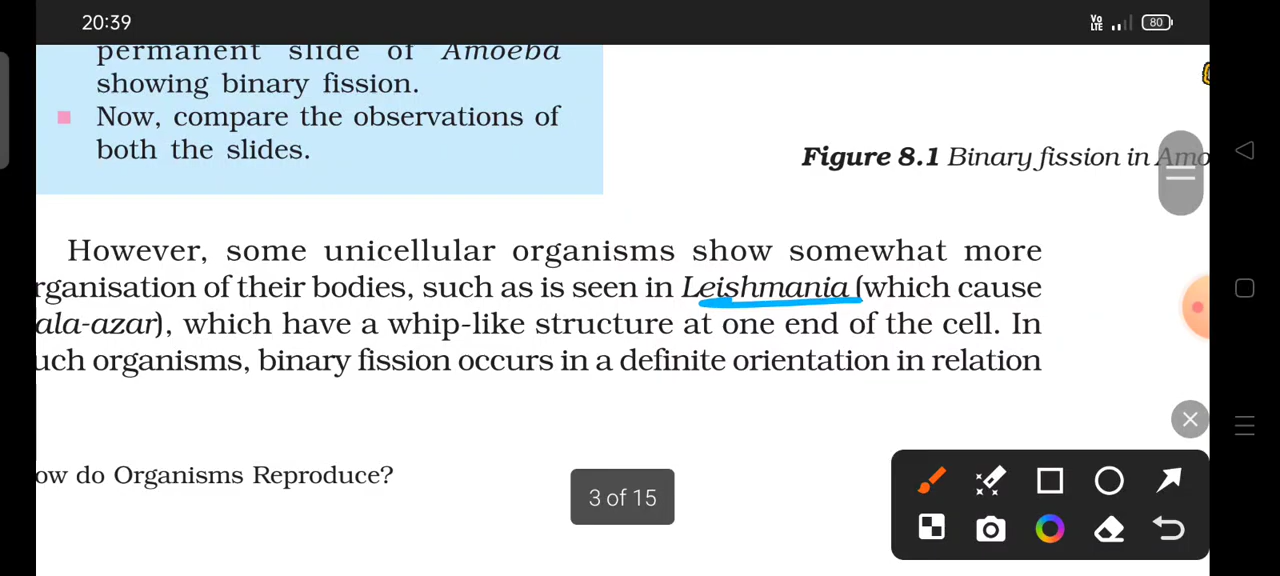 20:39
Vo
LTE
80
permanent slide of Amoeba
showing binary fission.
Now, compare the observations of
both the slides.
Figure 8.1 Binary fission in Amo
However, some unicellular organisms show somewhat more
rganisation of their bodies, such as is seen in Leishmania (which cause
ala-azar), which have a whip-like structure at one end of the cell. In
uch organisms, binary fission occurs in a definite orientation in relation
ow do Organisms Reproduce?
3 of 15